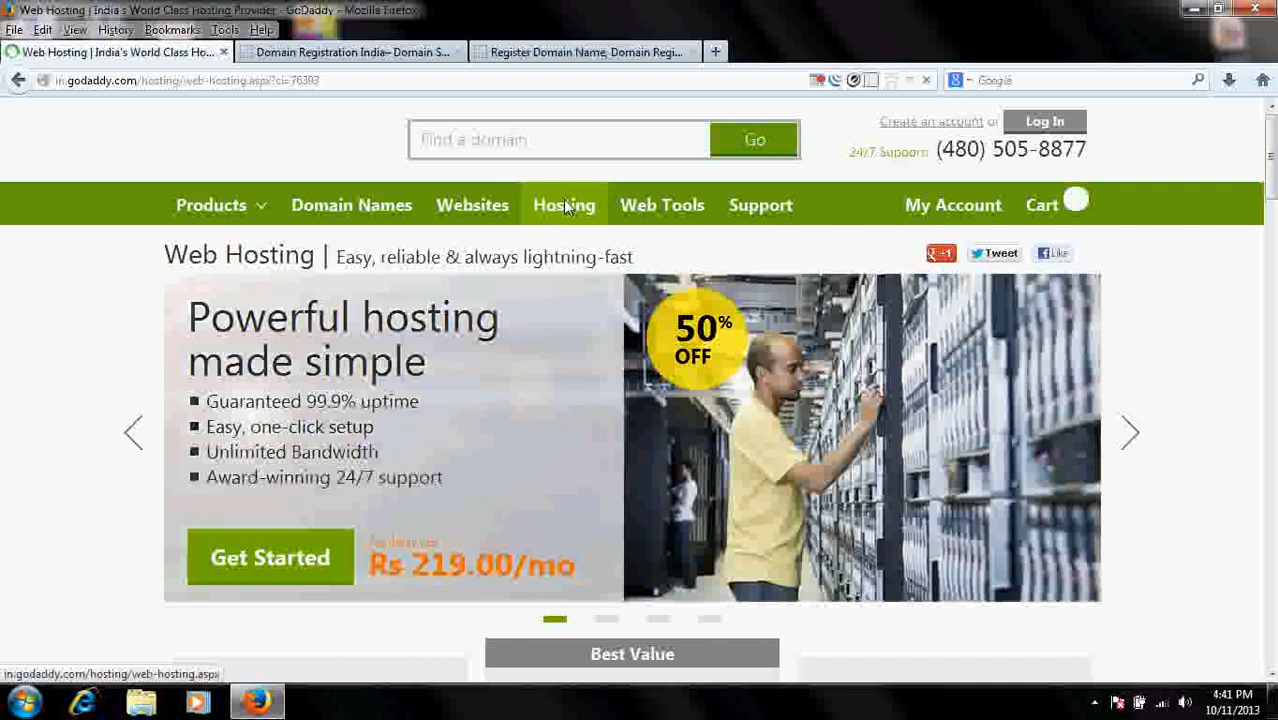 Web Hosting | India's World Class Hosting Provider - GoDaddy - Mozilla Firefox
File Edit View History Bookmarks Tools Help
Web Hosting | India's World Class Ho... × Domain Registration India– Domain S... × Register Domain Name, Domain Regi... × +
in.godaddy.com/hosting/web-hosting.aspx?ci=76393
Google
Find a domain
Go
Create an account or Log In
24/7 Support: (480) 505-8877
Products Domain Names Websites Hosting Web Tools Support My Account Cart
Web Hosting | Easy, reliable & always lightning-fast
+1 Tweet Like
Powerful hosting
made simple
50%
OFF
Guaranteed 99.9% uptime
Easy, one-click setup
Unlimited Bandwidth
Award-winning 24/7 support
Get Started
Rs 219.00/mo
Best Value
in.godaddy.com/hosting/web-hosting.aspx
4:41 PM
10/11/2013